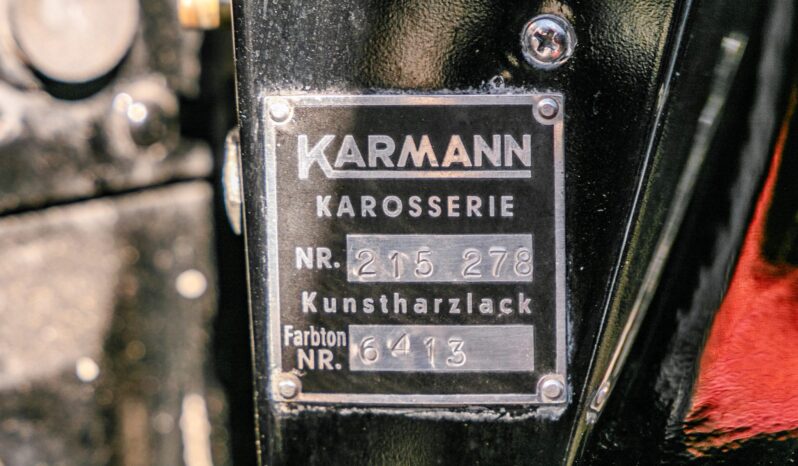 KARMANN
KAROSSERIE
NR. 215 278
Kunstharzlack
Farbton
NR. 6413